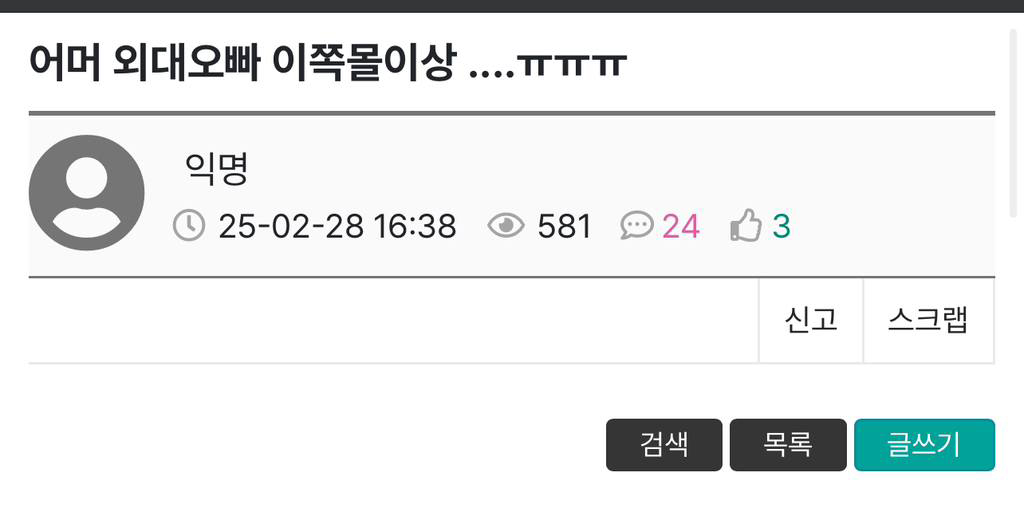 어머 외대오빠 이쪽몰이상 ....ㅠㅠㅠ
익명
25-02-28 16:38 581 24 3
신고 스크랩
검색 목록 글쓰기